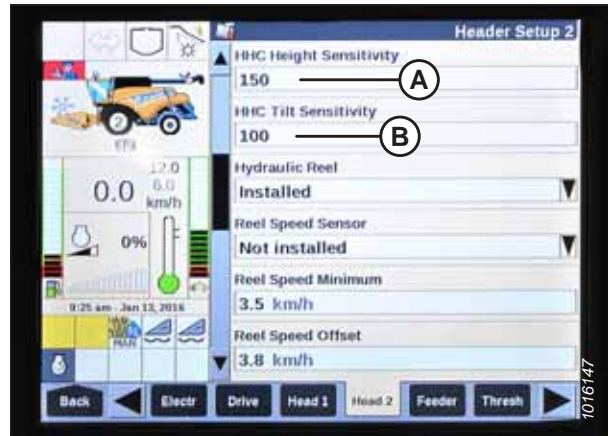 Header Setup 2
HHC Height Sensitivity
150
A
HHC Tilt Sensitivity
100
B
Hydraulic Reel
Installed
Reel Speed Sensor
Not installed
Reel Speed Minimum
3.5 km/h
Reel Speed Offset
3.8 km/h
2
12.0
6.0
0.0 km/h
0%
9:25 am - Jan 13, 2016
MAN
Back
Electr
Drive
Head 1
Head 2
Feeder
Thresh
1016147